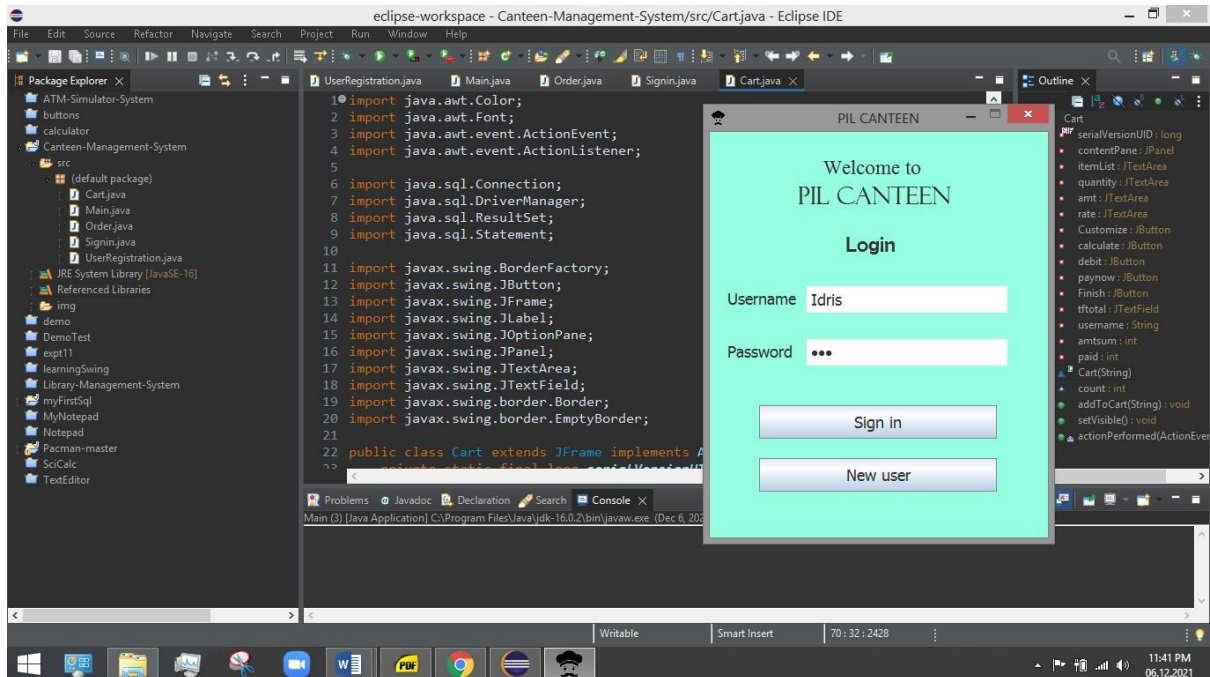 eclipse-workspace - Canteen-Management-System/src/Cart.java - Eclipse IDE
File Edit Source Refactor Navigate Search Project Run Window Help
Package Explorer
ATM-Simulator-System
buttons
calculator
Canteen-Management-System
src
(default package)
Cart.java
Main.java
Order.java
Signin.java
UserRegistration.java
JRE System Library [JavaSE-16]
Referenced Libraries
img
demo
DemoTest
expt11
learningSwing
Library-Management-System
myFirstSql
MyNotepad
Notepad
Pacman-master
SciCalc
TextEditor
UserRegistration.java Main.java Order.java Signin.java Cart.java
1 import java.awt.Color;
2 import java.awt.Font;
3 import java.awt.event.ActionEvent;
4 import java.awt.event.ActionListener;
5
6 import java.sql.Connection;
7 import java.sql.DriverManager;
8 import java.sql.ResultSet;
9 import java.sql.Statement;
10
11 import javax.swing.BorderFactory;
12 import javax.swing.JButton;
13 import javax.swing.JFrame;
14 import javax.swing.JLabel;
15 import javax.swing.JOptionPane;
16 import javax.swing.JPanel;
17 import javax.swing.JTextArea;
18 import javax.swing.JTextField;
19 import javax.swing.border.Border;
20 import javax.swing.border.EmptyBorder;
21
22 public class Cart extends JFrame implements A
PIL CANTEEN
Welcome to
PIL CANTEEN
Login
Username Idris
Password •••
Sign in
New user
Outline
Cart
serialVersionUID : long
contentPane : JPanel
itemList : JTextArea
quantity : JTextArea
amt : JTextArea
rate : JTextArea
Customize : JButton
calculate : JButton
debit : JButton
paynow : JButton
Finish : JButton
tftotal : JTextField
username : String
amtsum : int
paid : int
Cart(String)
count : int
addToCart(String) : void
setVisible() : void
actionPerformed(ActionEver
Problems Javadoc Declaration Search Console
Main (3) [Java Application] C:\Program Files\Java\jdk-16.0.2\bin\javaw.exe (Dec 6, 202
Writable Smart Insert 70 : 32 : 2428
PDF
11:41 PM
06.12.2021